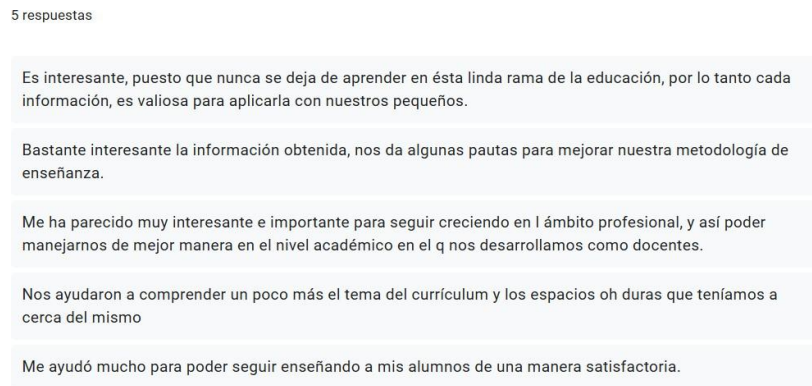 5 respuestas
Es interesante, puesto que nunca se deja de aprender en ésta linda rama de la educación, por lo tanto cada
información, es valiosa para aplicarla con nuestros pequeños.
Bastante interesante la información obtenida, nos da algunas pautas para mejorar nuestra metodología de
enseñanza.
Me ha parecido muy interesante e importante para seguir creciendo en l ámbito profesional, y así poder
manejarnos de mejor manera en el nivel académico en el q nos desarrollamos como docentes.
Nos ayudaron a comprender un poco más el tema del currículum y los espacios oh duras que teníamos a
cerca del mismo
Me ayudó mucho para poder seguir enseñando a mis alumnos de una manera satisfactoria.